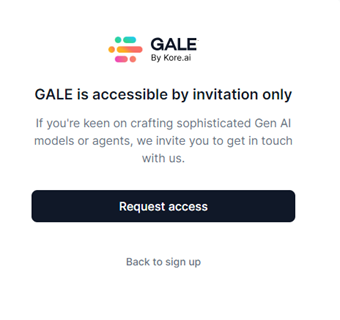 GALE
By Kore.ai
GALE is accessible by invitation only
If you're keen on crafting sophisticated Gen AI
models or agents, we invite you to get in touch
with us.
Request access
Back to sign up